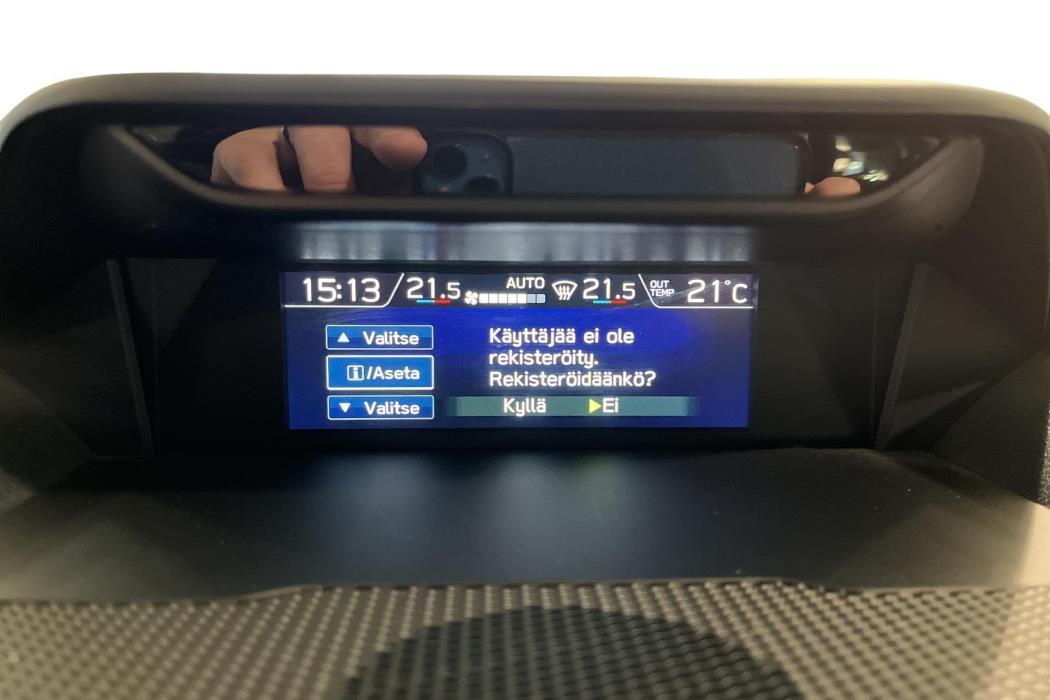 15:13 21.5 AUTO 21.5 OUT TEMP 21°C
▲ Valitse
i/Aseta
▼ Valitse
Käyttäjää ei ole
rekisteröity.
Rekisteröidäänkö?
Kyllä ▶Ei